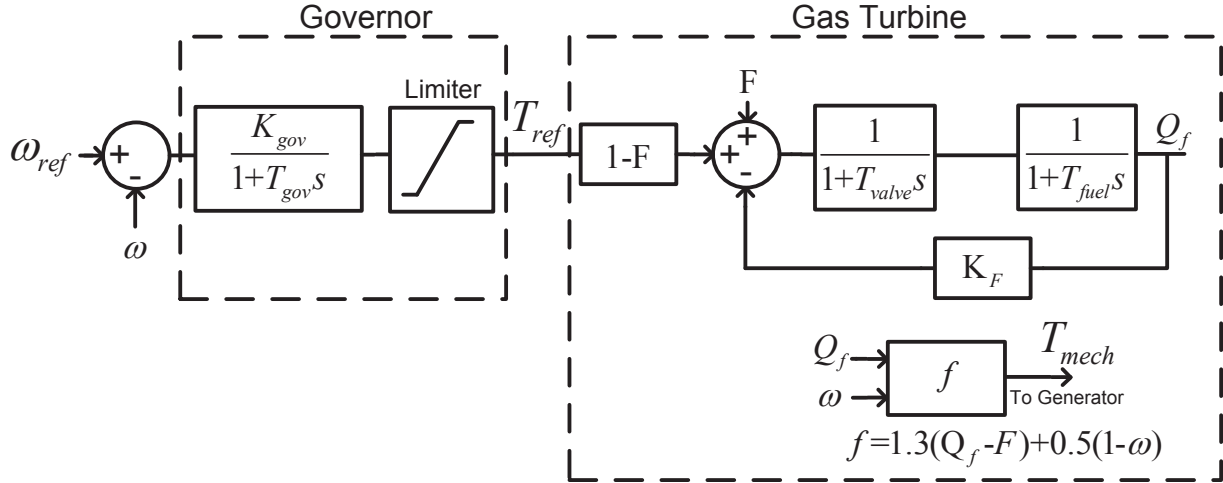 Governor
Gas Turbine
Limiter
ω_ref
+
-
ω
K_gov
1+T_gov s
T_ref
1-F
F
+
+
-
1
1+T_valve s
1
1+T_fuel s
Q_f
K_F
Q_f
ω
f
T_mech
To Generator
f=1.3(Q_f-F)+0.5(1-ω)